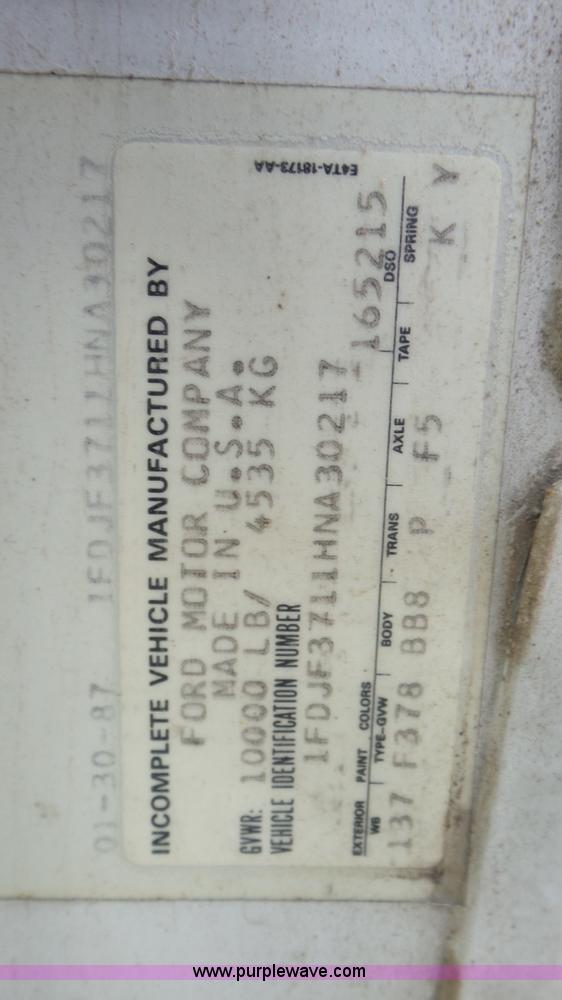 01-30-87 1FDJF3711HNA30217
INCOMPLETE VEHICLE MANUFACTURED BY
FORD MOTOR COMPANY
MADE IN U.S.A.
GVWR: 10000 LB/ 4535 KG
VEHICLE IDENTIFICATION NUMBER
1FDJF3711HNA30217
165215
EXTERIOR PAINT COLORS DSO
WB TYPE-GVW BODY TRANS AXLE TAPE SPRING
137 F378 BB8 P F5 K Y
E4TA-18173-AA
www.purplewave.com